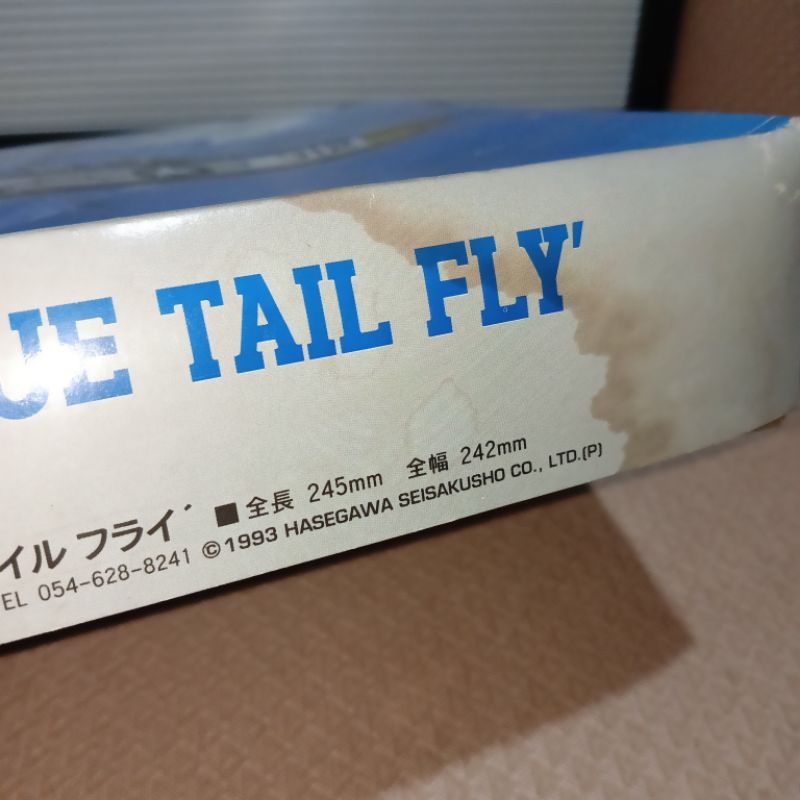 UE TAIL FLY'
イル フライ' ■ 全長 245mm 全幅 242mm
TEL 054-628-8241 ©1993 HASEGAWA SEISAKUSHO CO., LTD.(P)